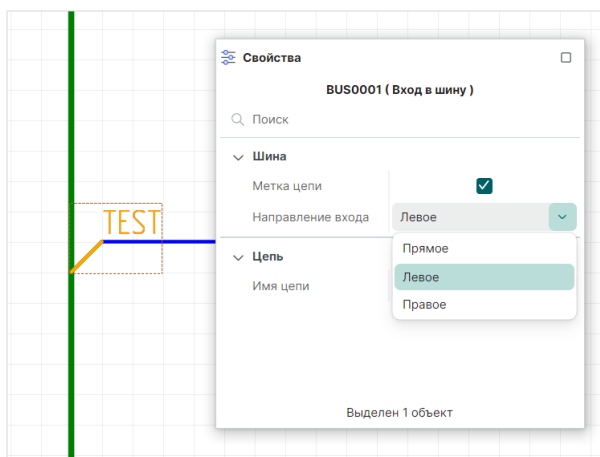 Свойства
BUS0001 ( Вход в шину )
Поиск
Шина
Метка цепи
TEST
Направление входа Левое
Прямое
Цепь
Левое
Имя цепи
Правое
Выделен 1 объект